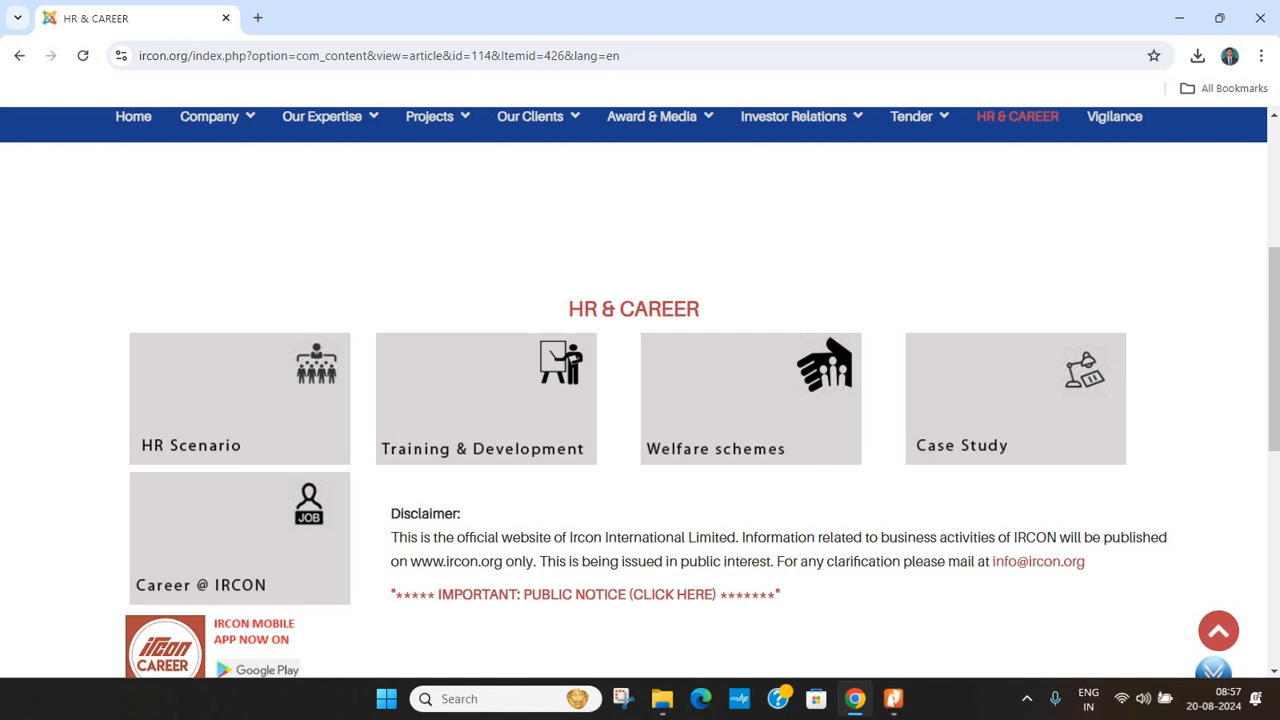 HR & CAREER
ircon.org/index.php?option=com_content&view=article&id=114&Itemid=426&lang=en
All Bookmarks
Home Company Our Expertise Projects Our Clients Award & Media Investor Relations Tender HR & CAREER Vigilance
HR & CAREER
HR Scenario
Training & Development
Welfare schemes
Case Study
JOB
Career @ IRCON
Disclaimer:
This is the official website of Ircon International Limited. Information related to business activities of IRCON will be published
on www.ircon.org only. This is being issued in public interest. For any clarification please mail at info@ircon.org
"***** IMPORTANT: PUBLIC NOTICE (CLICK HERE) *******"
ircon
CAREER
IRCON MOBILE
APP NOW ON
Google Play
Search
ENG
IN
08:57
20-08-2024